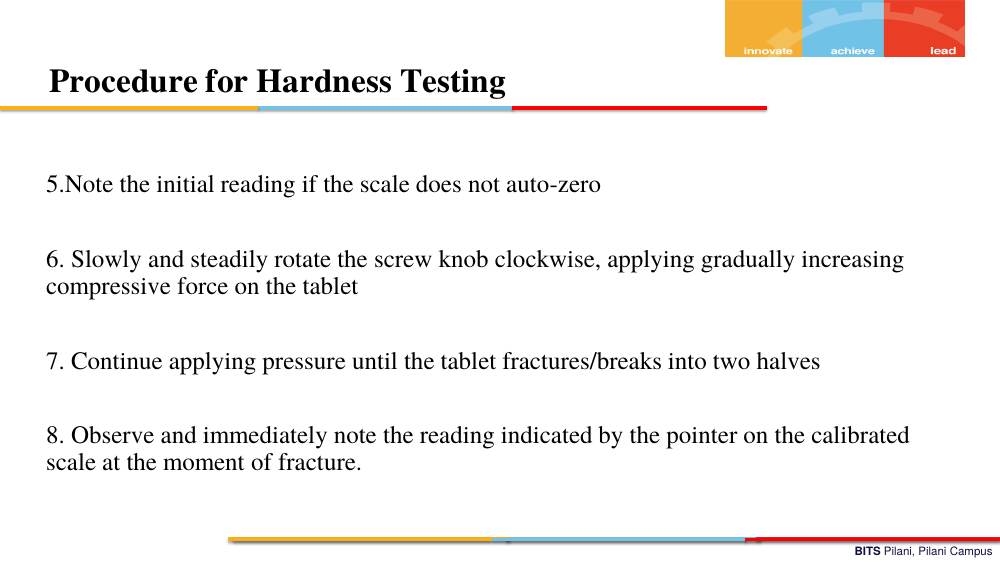 innovate achieve lead
Procedure for Hardness Testing
5.Note the initial reading if the scale does not auto-zero
6. Slowly and steadily rotate the screw knob clockwise, applying gradually increasing
compressive force on the tablet
7. Continue applying pressure until the tablet fractures/breaks into two halves
8. Observe and immediately note the reading indicated by the pointer on the calibrated
scale at the moment of fracture.
BITS Pilani, Pilani Campus